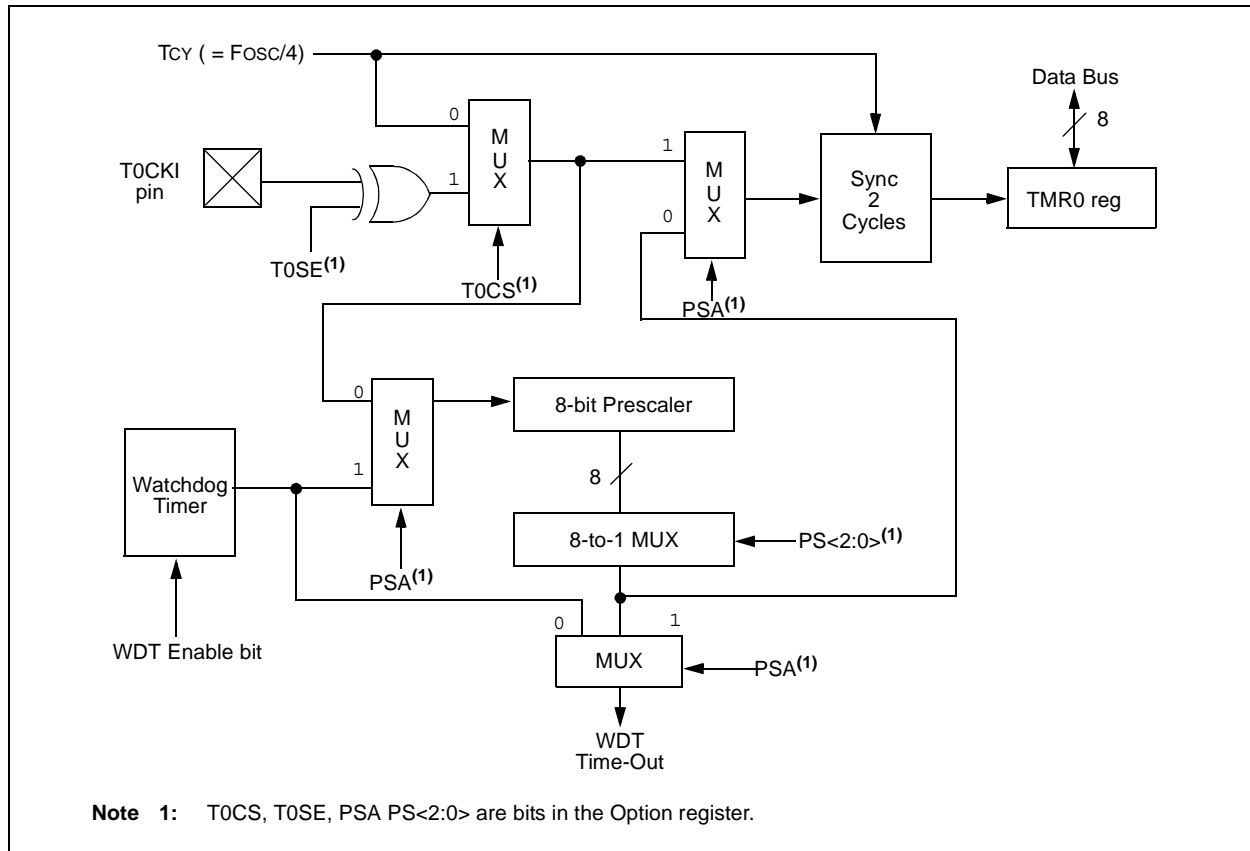 TCY ( = FOSC/4)
Data Bus
0
M
U
X
1
M
U
X
8
T0CKI
pin
1
0
Sync
2
Cycles
TMR0 reg
T0SE(1)
T0CS(1)
PSA(1)
0
M
U
X
8-bit Prescaler
1
8
Watchdog
Timer
8-to-1 MUX
PS<2:0>(1)
PSA(1)
0
1
WDT Enable bit
MUX
PSA(1)
WDT
Time-Out
Note 1: T0CS, T0SE, PSA PS<2:0> are bits in the Option register.